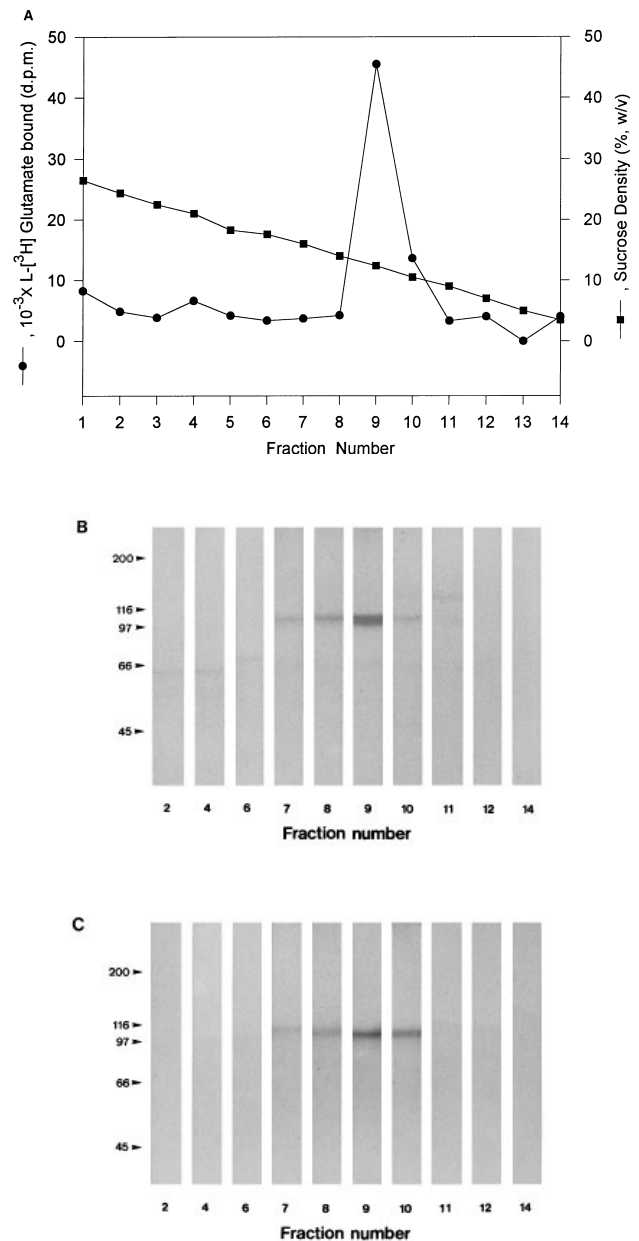 A
, 10⁻³X L-[³H] Glutamate bound (d.p.m.)
50
40
30
20
10
0
50
40
30
20
10
0
, Sucrose Density (%, w/v)
1 2 3 4 5 6 7 8 9 10 11 12 13 14
Fraction Number
B
200
116
97
66
45
2 4 6 7 8 9 10 11 12 14
Fraction number
C
200
116
97
66
45
2 4 6 7 8 9 10 11 12 14
Fraction number